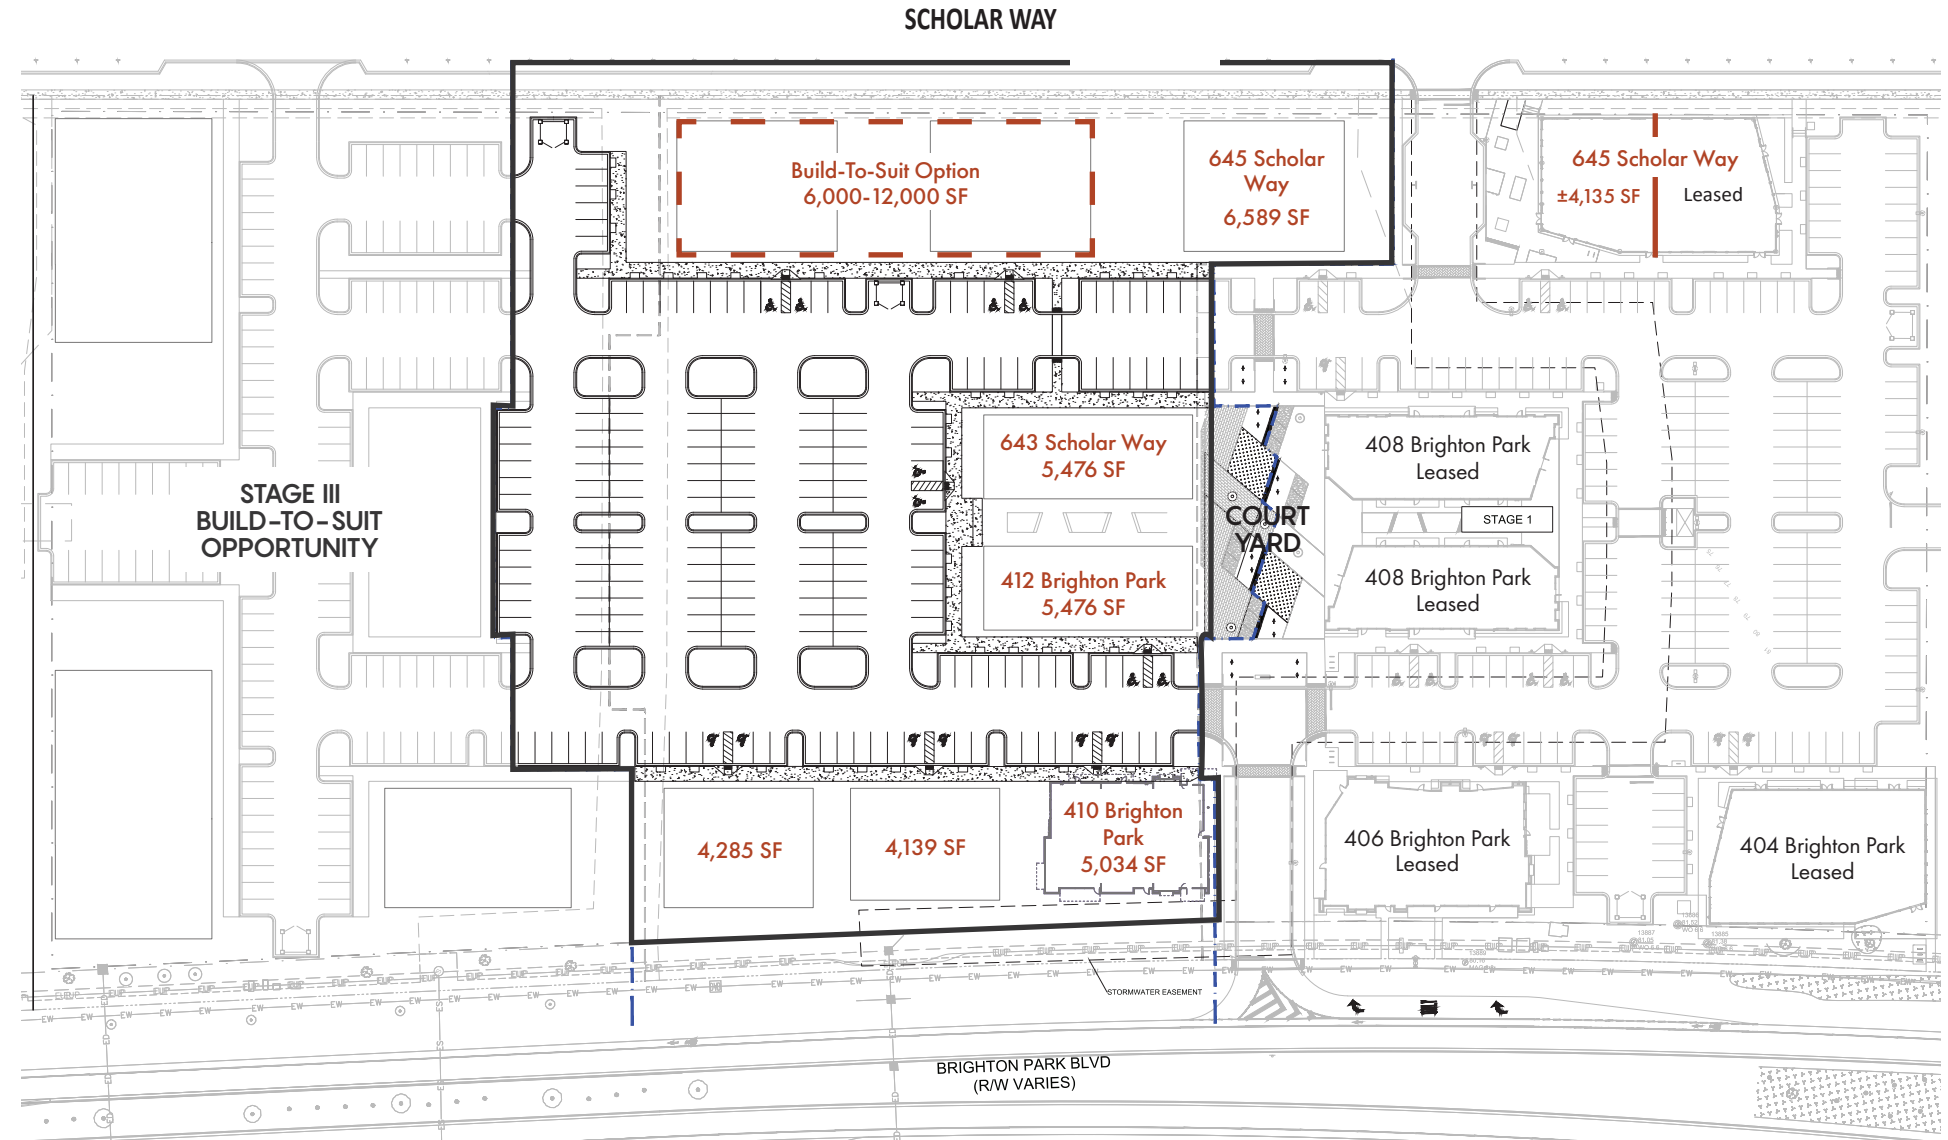 SCHOLAR WAY
Build-To-Suit Option
6,000-12,000 SF
645 Scholar
Way
6,589 SF
645 Scholar Way
±4,135 SF
Leased
643 Scholar Way
5,476 SF
408 Brighton Park
Leased
STAGE III
BUILD-TO-SUIT
OPPORTUNITY
COURT
YARD
STAGE 1
412 Brighton Park
5,476 SF
408 Brighton Park
Leased
4,285 SF
4,139 SF
410 Brighton
Park
5,034 SF
406 Brighton Park
Leased
404 Brighton Park
Leased
STORMWATER EASEMENT
BRIGHTON PARK BLVD
(R/W VARIES)